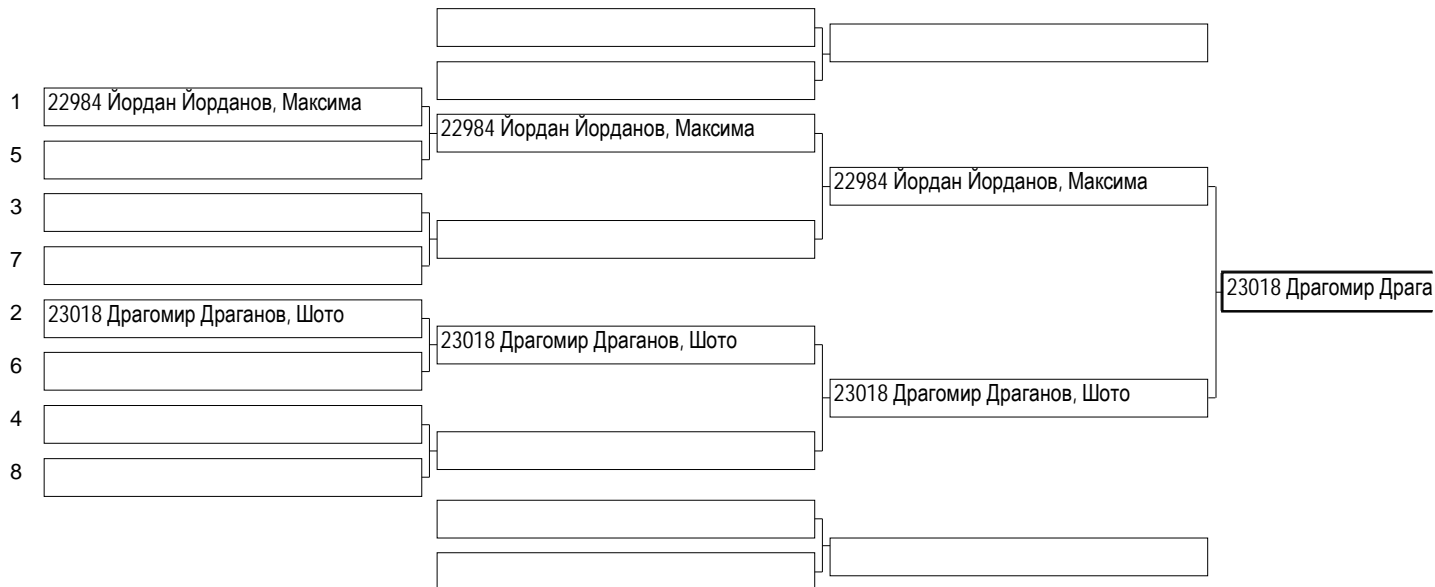 1 22984 Йордан Йорданов, Максима
22984 Йордан Йорданов, Максима
5
22984 Йордан Йорданов, Максима
3
7
23018 Драгомир Драга
2 23018 Драгомир Драганов, Шото
23018 Драгомир Драганов, Шото
6
23018 Драгомир Драганов, Шото
4
8